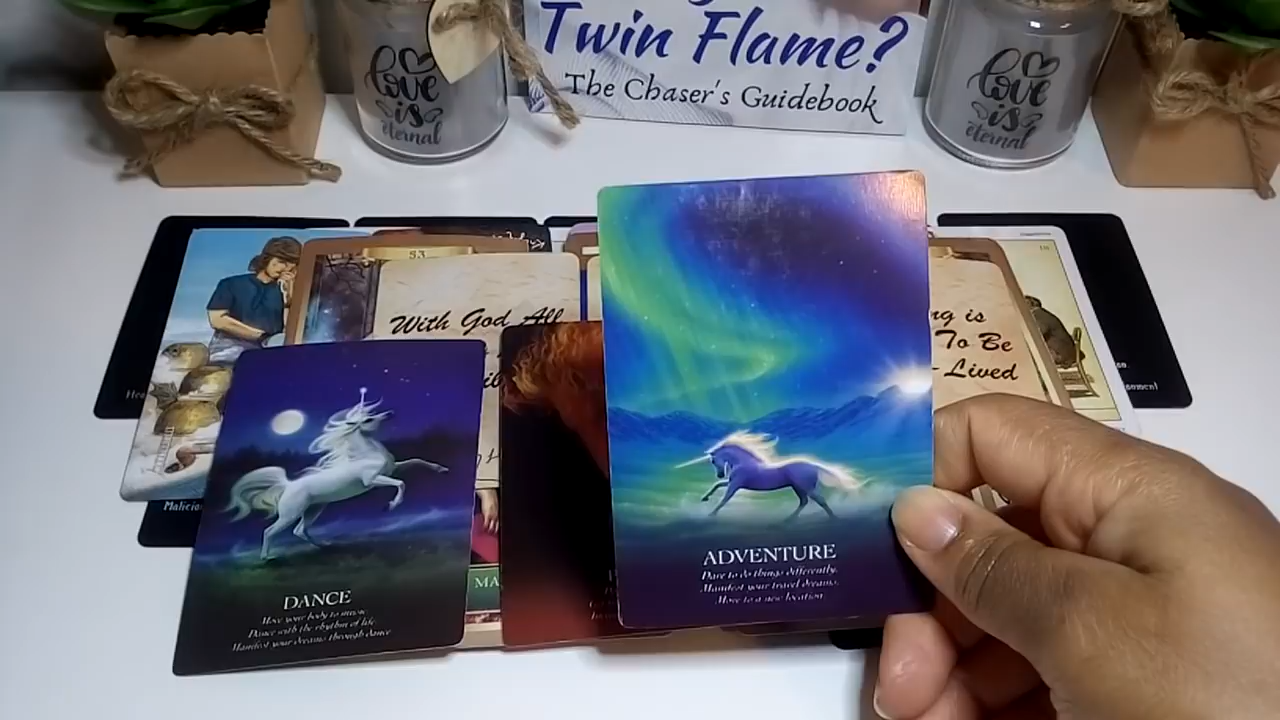 Twin Flame?
The Chaser's Guidebook
love
is
eternal
love
is
eternal
53
With God All
ng is
To Be
Lived
MA
DANCE
Move your body to music.
Dance with the rhythm of life.
Manifest your dreams through dance.
ADVENTURE
Dare to do things differently.
Manifest your travel dreams.
Move to a new location.
Malicio